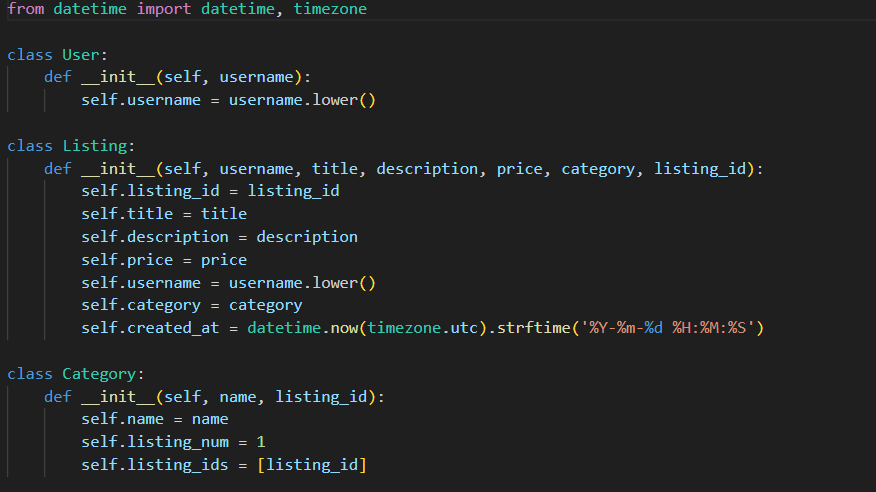 from datetime import datetime, timezone
class User:
    def __init__(self, username):
        self.username = username.lower()
class Listing:
    def __init__(self, username, title, description, price, category, listing_id):
        self.listing_id = listing_id
        self.title = title
        self.description = description
        self.price = price
        self.username = username.lower()
        self.category = category
        self.created_at = datetime.now(timezone.utc).strftime('%Y-%m-%d %H:%M:%S')
class Category:
    def __init__(self, name, listing_id):
        self.name = name
        self.listing_num = 1
        self.listing_ids = [listing_id]